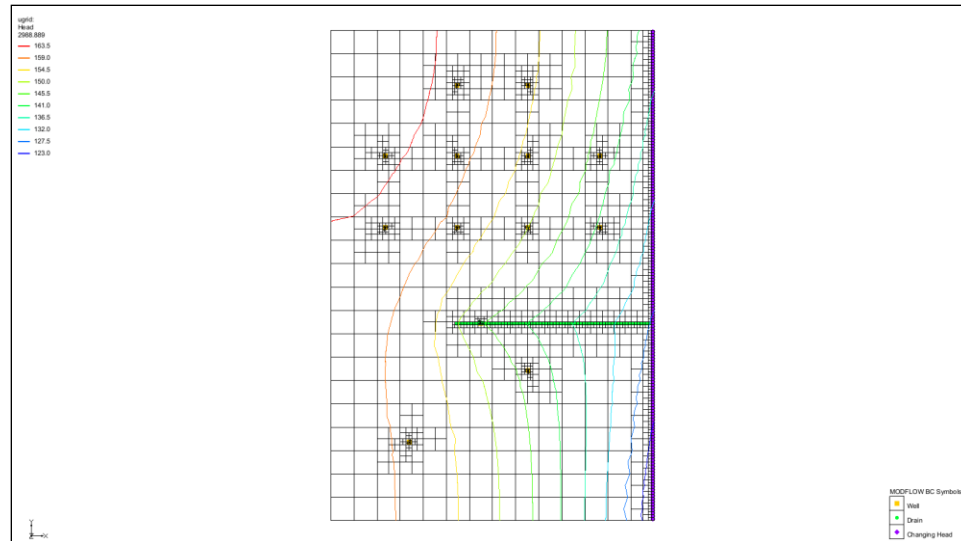 ugrid:
Head
2988.889
163.5
159.0
154.5
150.0
145.5
141.0
136.5
132.0
127.5
123.0
Y
Z X
MODFLOW BC Symbols
Well
Drain
Changing Head